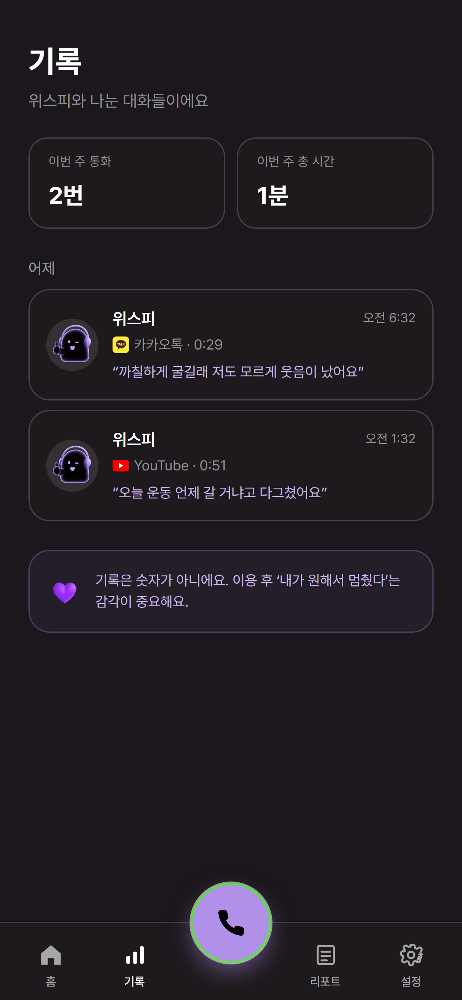 기록
위스피와 나눈 대화들이에요
이번 주 통화
2번
이번 주 총 시간
1분
어제
위스피
오전 6:32
TALK
카카오톡 · 0:29
“까칠하게 굴길래 저도 모르게 웃음이 났어요”
위스피
오전 1:32
YouTube · 0:51
“오늘 운동 언제 갈 거냐고 다그쳤어요”
기록은 숫자가 아니에요. 이용 후 ‘내가 원해서 멈췄다’는
감각이 중요해요.
홈
기록
리포트
설정